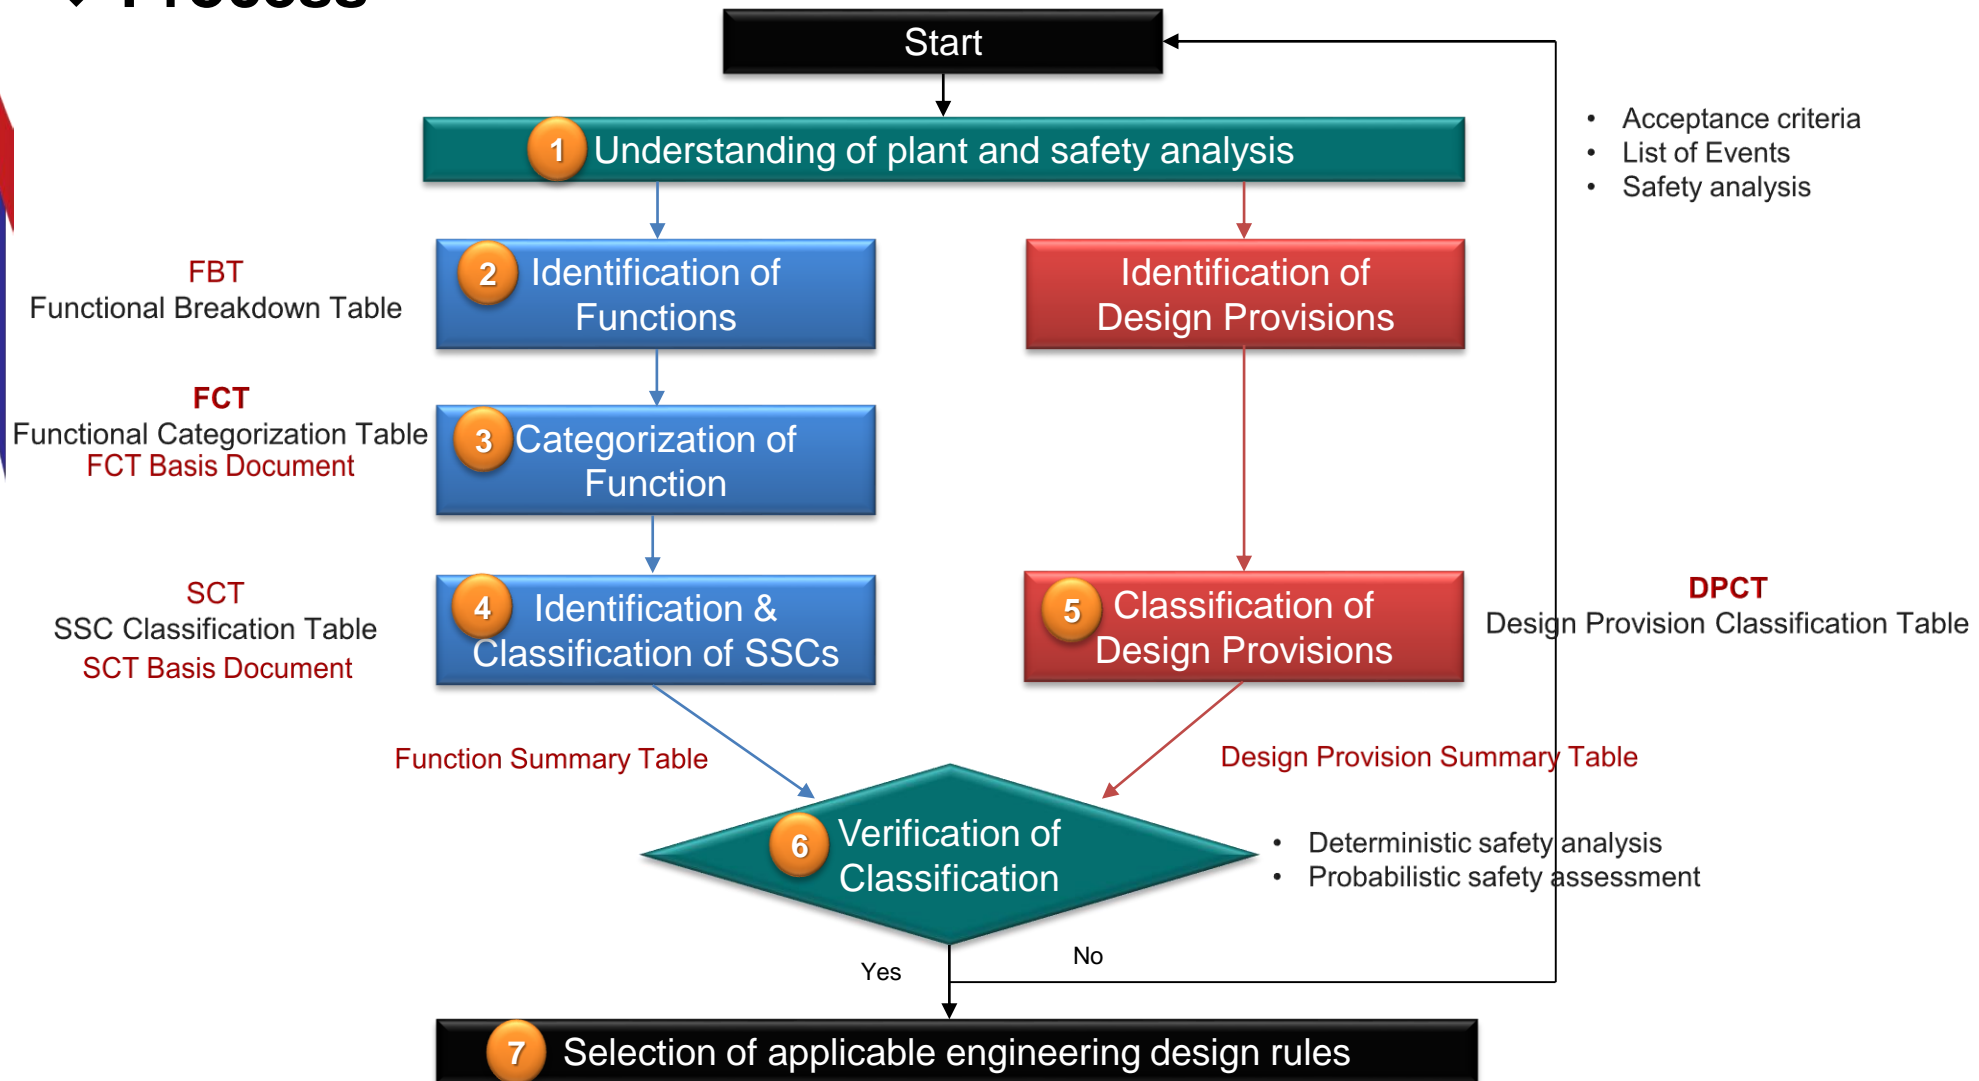 Process
Start
• Acceptance criteria
• List of Events
• Safety analysis
1 Understanding of plant and safety analysis
FBT
Functional Breakdown Table
2 Identification of
Functions
Identification of
Design Provisions
FCT
Functional Categorization Table
FCT Basis Document
3 Categorization of
Function
SCT
SSC Classification Table
SCT Basis Document
4 Identification &
Classification of SSCs
5 Classification of
Design Provisions
DPCT
Design Provision Classification Table
Function Summary Table
Design Provision Summary Table
6 Verification of
Classification
• Deterministic safety analysis
• Probabilistic safety assessment
Yes
No
7 Selection of applicable engineering design rules